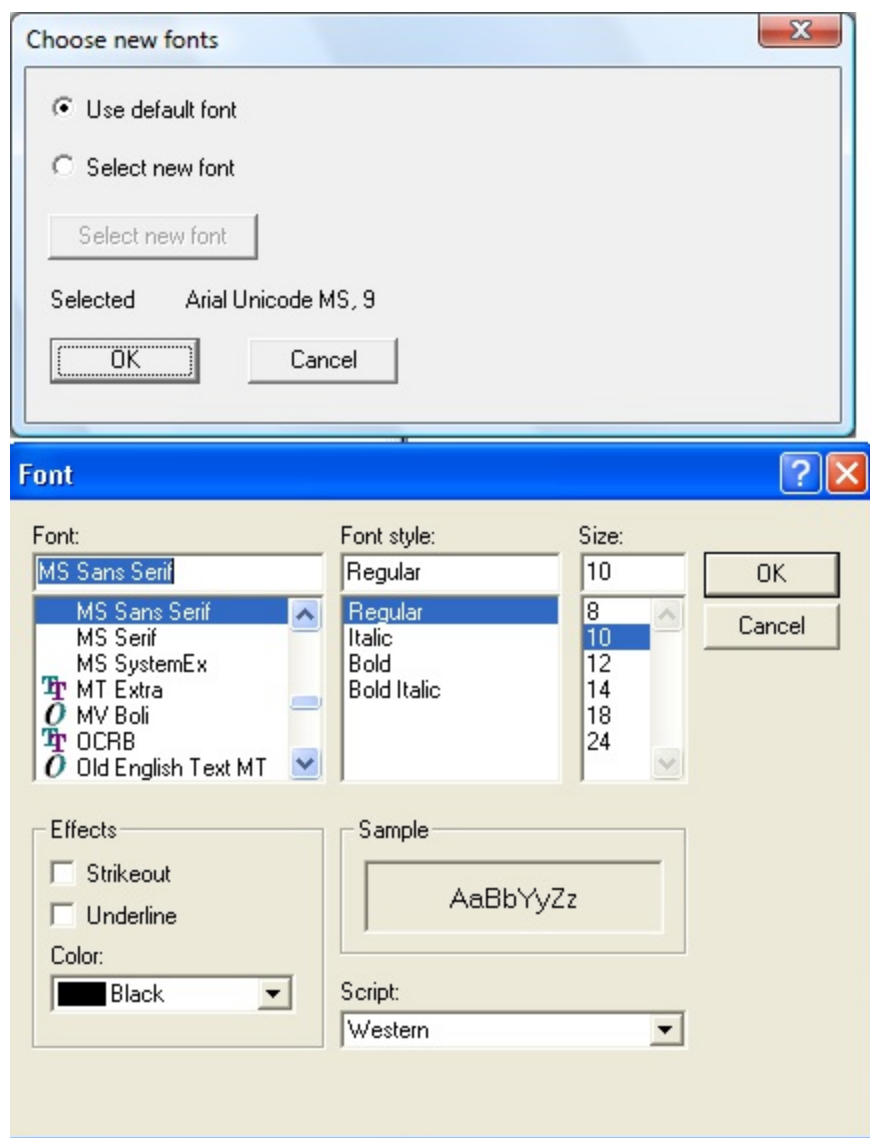 Choose new fonts
Use default font
Select new font
Select new font
Selected Arial Unicode MS, 9
OK Cancel
Font
Font: Font style: Size:
MS Sans Serif Regular 10 OK
MS Sans Serif Regular 8 Cancel
MS Serif Italic 10
MS SystemEx Bold 12
MT Extra Bold Italic 14
MV Boli 18
OCRB 24
Old English Text MT
Effects Sample
Strikeout
AaBbYyZz
Underline
Color:
Black
Script:
Western